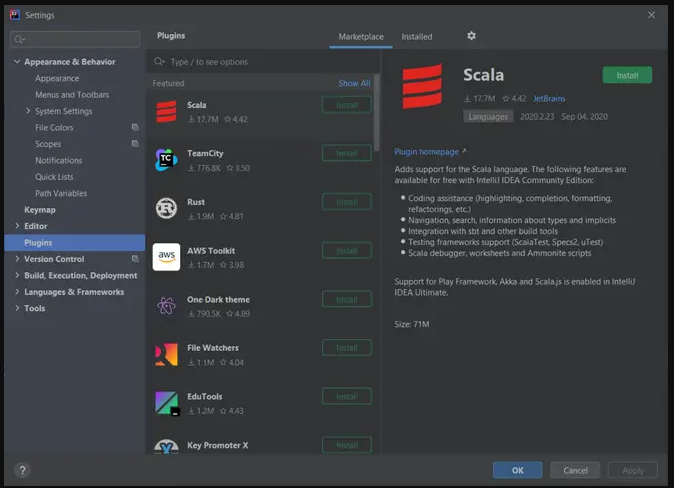 Settings
Plugins
Marketplace
Installed
Appearance & Behavior
Appearance
Menus and Toolbars
System Settings
File Colors
Scopes
Notifications
Quick Lists
Path Variables
Keymap
Editor
Plugins
Version Control
Build, Execution, Deployment
Languages & Frameworks
Tools
Type / to see options
Featured
Show All
Scala
17.7M 4.42
Install
TC
TeamCity
776.8K 3.50
Install
Rust
1.9M 4.81
Install
aws
AWS Toolkit
1.7M 3.98
Install
One Dark theme
790.5K 4.89
Install
File Watchers
1.1M 4.04
Install
EduTools
1.2M 4.43
Install
Key Promoter X
Install
Scala
Install
17.7M 4.42 JetBrains
Languages 2020.2.23 Sep 04, 2020
Plugin homepage ↗
Adds support for the Scala language. The following features are
available for free with IntelliJ IDEA Community Edition:
• Coding assistance (highlighting, completion, formatting,
refactorings, etc.)
• Navigation, search, information about types and implicits
• Integration with sbt and other build tools
• Testing frameworks support (ScalaTest, Specs2, uTest)
• Scala debugger, worksheets and Ammonite scripts
Support for Play Framework, Akka and Scala.js is enabled in IntelliJ
IDEA Ultimate.
Size: 71M
?
OK
Cancel
Apply